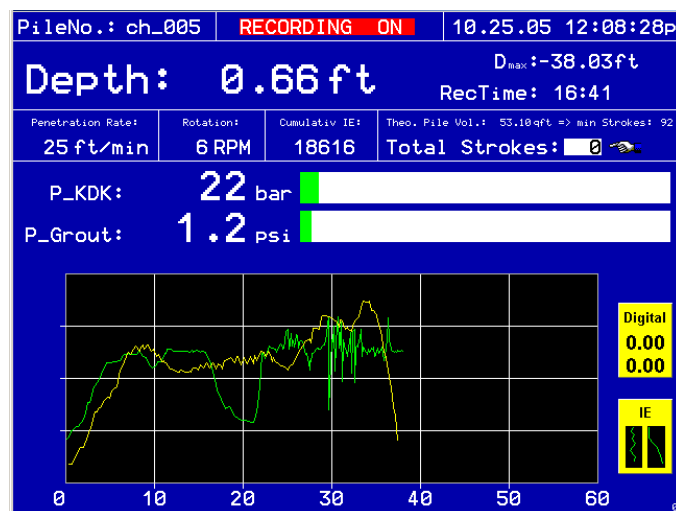 PileNo.: ch_005 RECORDING ON 10.25.05 12:08:28p
Depth: 0.66ft
Dmax:-38.03ft
RecTime: 16:41
Penetration Rate: Rotation: Cumulativ IE: Theo. Pile Vol.: 53.10qft => min Strokes: 92
25 ft/min 6 RPM 18616 Total Strokes: 0
P_KDK: 22 bar
P_Grout: 1.2 psi
Digital
0.00
0.00
IE
0 10 20 30 40 50 60